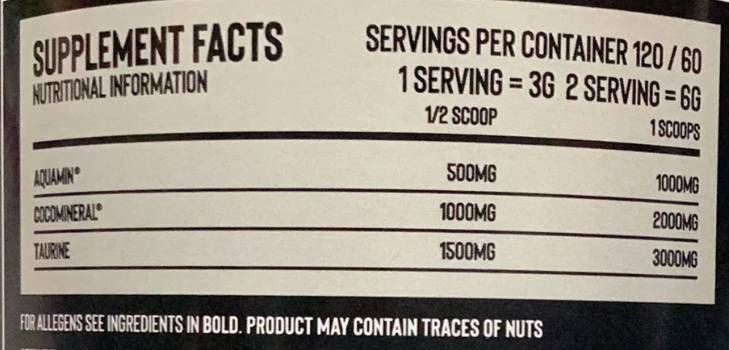 SUPPLEMENT FACTS
NUTRITIONAL INFORMATION
SERVINGS PER CONTAINER 120 / 60
1 SERVING = 3G 2 SERVING = 6G
1/2 SCOOP 1 SCOOPS
AQUAMIN® 500MG 1000MG
COCOMINERAL® 1000MG 2000MG
TAURINE 1500MG 3000MG
FOR ALLEGENS SEE INGREDIENTS IN BOLD. PRODUCT MAY CONTAIN TRACES OF NUTS